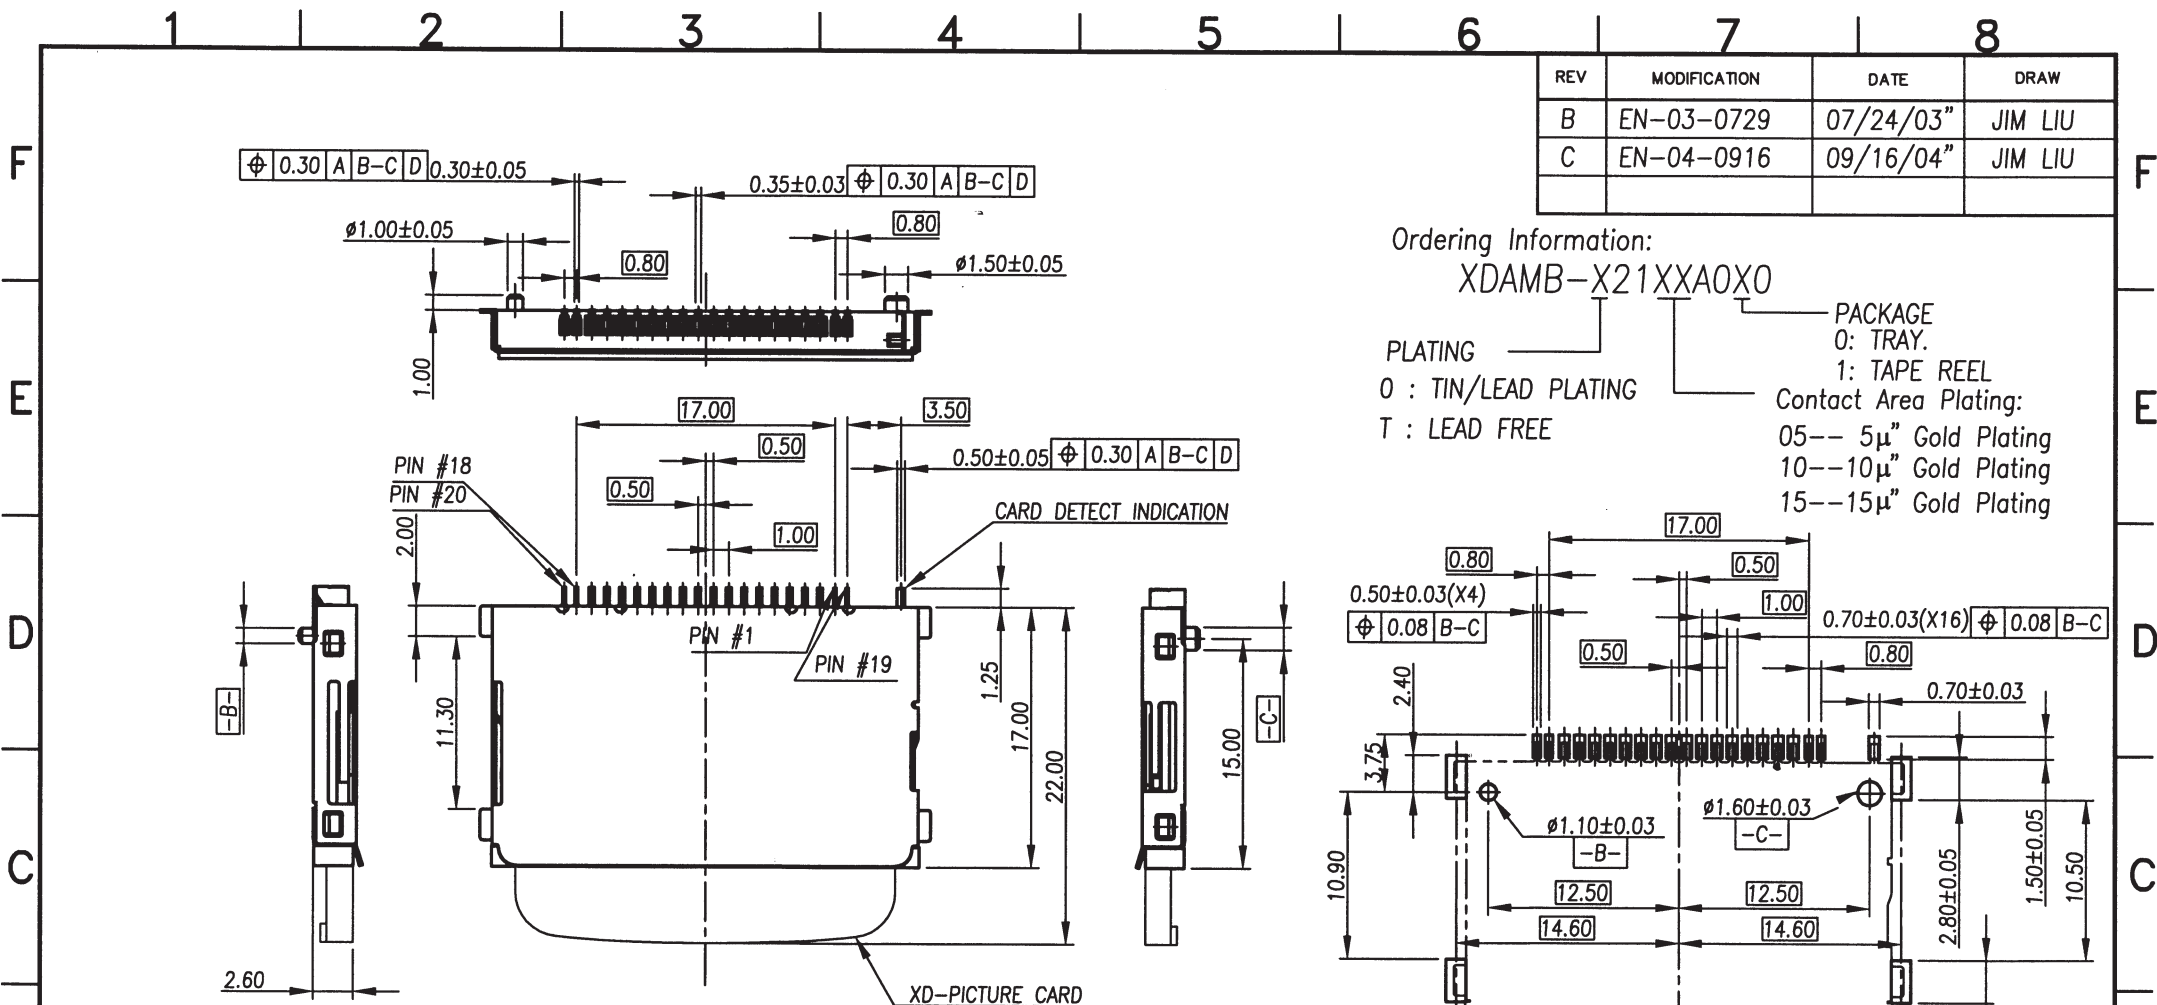 1 2 3 4 5 6 7 8
REV MODIFICATION DATE DRAW
B EN-03-0729 07/24/03" JIM LIU
C EN-04-0916 09/16/04" JIM LIU
F F
⌖ 0.30 A B-C D 0.30±0.05
0.35±0.03 ⌖ 0.30 A B-C D
ø1.00±0.05
0.80
0.80
ø1.50±0.05
1.00
Ordering Information:
XDAMB-X21XXA0X0
PACKAGE
0: TRAY.
1: TAPE REEL
PLATING
0 : TIN/LEAD PLATING
T : LEAD FREE
Contact Area Plating:
05-- 5µ" Gold Plating
10--10µ" Gold Plating
15--15µ" Gold Plating
E E
17.00
3.50
0.50
0.50±0.05 ⌖ 0.30 A B-C D
PIN #18
PIN #20
0.50
CARD DETECT INDICATION
1.00
2.00
PIN #1
PIN #19
1.25
11.30
17.00
22.00
-B-
15.00
-C-
D D
17.00
0.80
0.50
0.50±0.03(X4)
⌖ 0.08 B-C
1.00
0.70±0.03(X16) ⌖ 0.08 B-C
0.50
0.80
2.40
0.70±0.03
3.75
ø1.10±0.03
-B-
ø1.60±0.03
-C-
10.90
12.50 12.50
14.60 14.60
2.80±0.05
1.50±0.05
10.50
C C
2.60
XD-PICTURE CARD